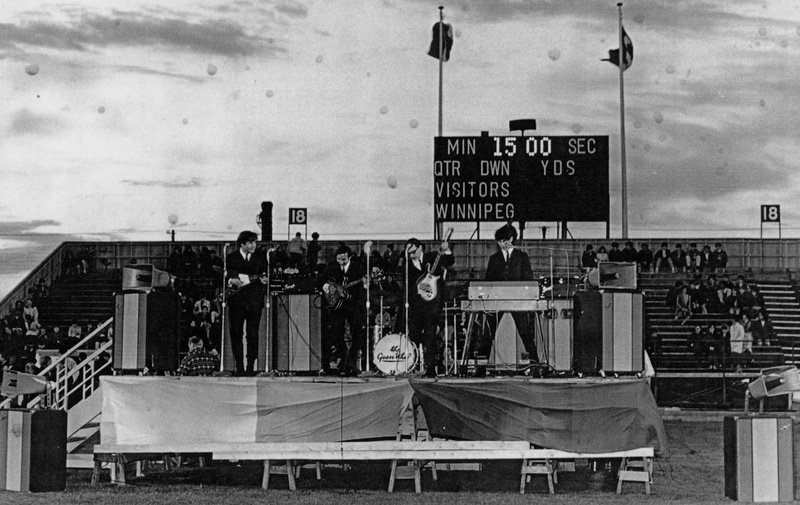 MIN 15 00 SEC
QTR DWN YDS
VISITORS
WINNIPEG
18
18
the
Guess Who?